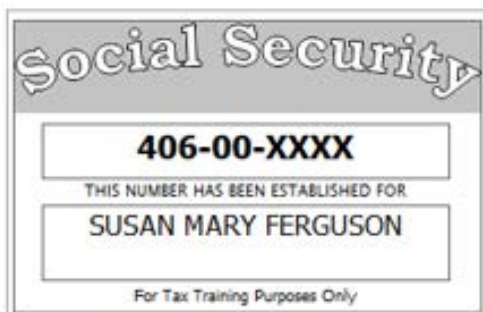 Social Security
406-00-XXXX
THIS NUMBER HAS BEEN ESTABLISHED FOR
SUSAN MARY FERGUSON
For Tax Training Purposes Only